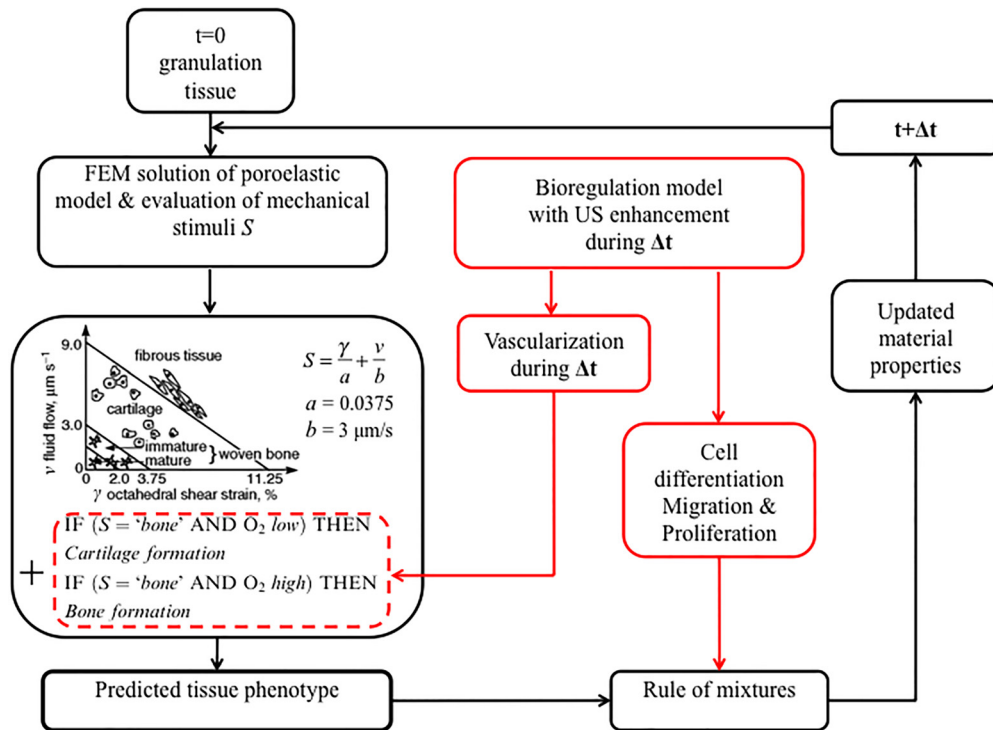 t=0
granulation
tissue
t+Δt
FEM solution of poroelastic
model & evaluation of mechanical
stimuli S
Bioregulation model
with US enhancement
during Δt
Vascularization
during Δt
Updated
material
properties
ν fluid flow, μm s⁻¹
9.0
3.0
0
fibrous tissue
cartilage
immature
mature
} woven bone
0 2.0 3.75 11.25
γ octahedral shear strain, %
S = γ/a + ν/b
a = 0.0375
b = 3 μm/s
Cell
differentiation
Migration &
Proliferation
+
IF (S = ‘bone’ AND O₂ low) THEN
Cartilage formation
IF (S = ‘bone’ AND O₂ high) THEN
Bone formation
Predicted tissue phenotype
Rule of mixtures